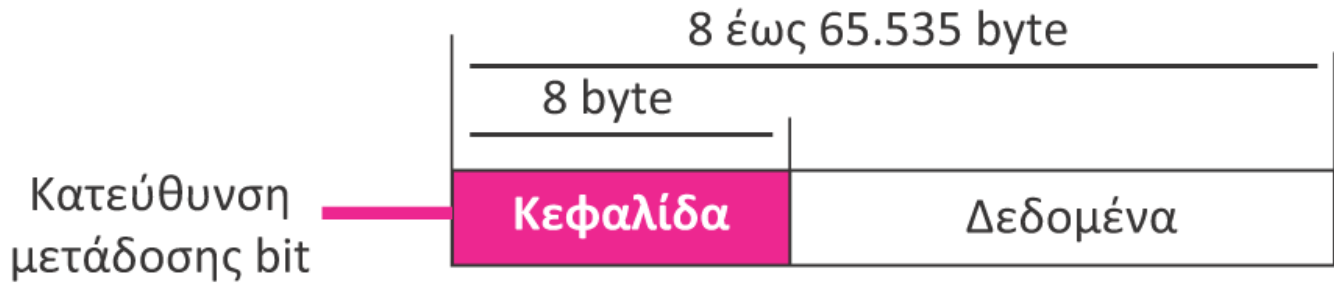 8 έως 65.535 byte
8 byte
Κατεύθυνση
μετάδοσης bit
Κεφαλίδα
Δεδομένα